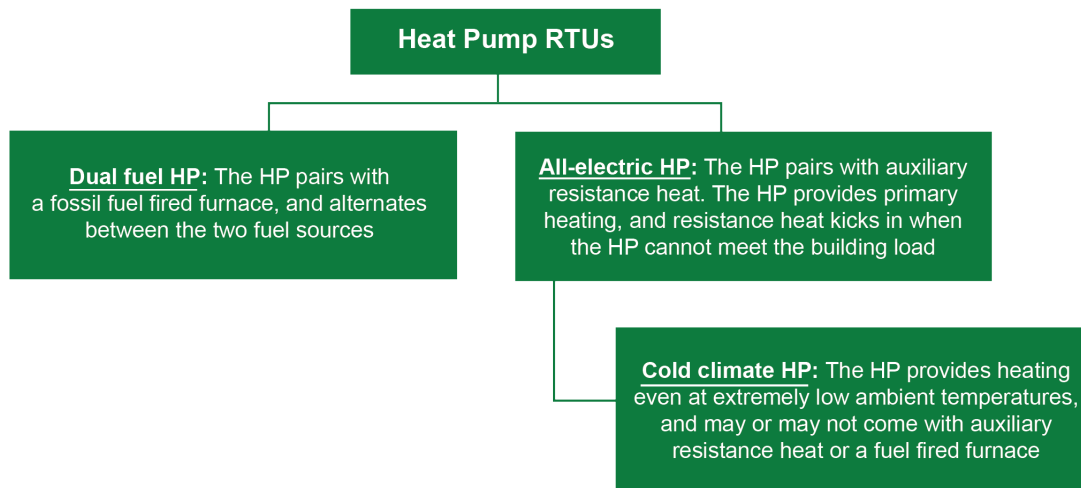 Heat Pump RTUs
Dual fuel HP: The HP pairs with
a fossil fuel fired furnace, and alternates
between the two fuel sources
All-electric HP: The HP pairs with auxiliary
resistance heat. The HP provides primary
heating, and resistance heat kicks in when
the HP cannot meet the building load
Cold climate HP: The HP provides heating
even at extremely low ambient temperatures,
and may or may not come with auxiliary
resistance heat or a fuel fired furnace